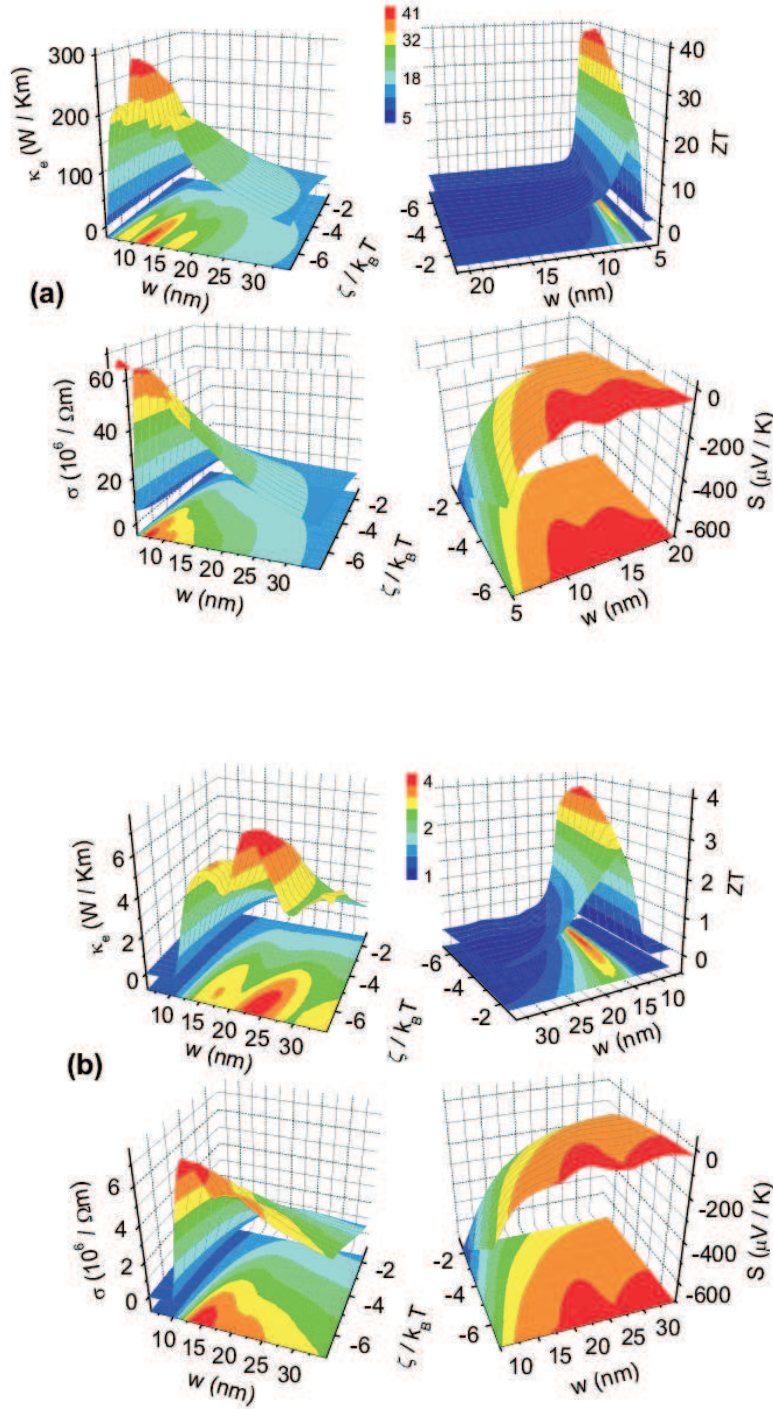 300
200
100
0
κe (W / Km)
10 15 20 25 30
w (nm)
-2
-4
-6
ζ / kBT
41
32
18
5
40
30
20
10
0
ZT
-6
-4
-2
20 15 10 5
w (nm)
(a)
60
40
20
0
σ (10⁶ / Ωm)
10 15 20 25 30
w (nm)
-2
-4
-6
ζ / kBT
0
-200
-400
-600
S (μV / K)
-2
-4
-6
5 10 15 20
w (nm)
6
4
2
0
κe (W / Km)
10 15 20 25 30
w (nm)
-2
-4
-6
ζ / kBT
4
2
1
4
3
2
1
0
ZT
-6
-4
-2
30 25 20 15 10
w (nm)
(b)
6
4
2
0
σ (10⁶ / Ωm)
10 15 20 25 30
w (nm)
-2
-4
-6
ζ / kBT
0
-200
-400
-600
S (μV / K)
-2
-4
-6
10 15 20 25 30
w (nm)